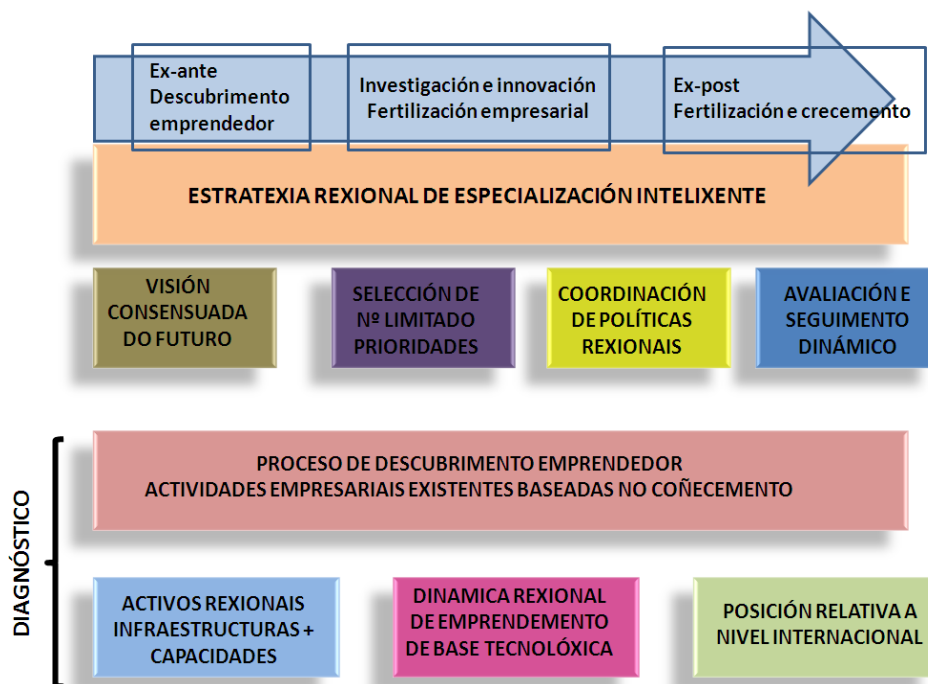 Ex-ante
Descubrimento
emprendedor
Investigación e innovación
Fertilización empresarial
Ex-post
Fertilización e crecemento
ESTRATEXIA REXIONAL DE ESPECIALIZACIÓN INTELIXENTE
VISIÓN
CONSENSUADA
DO FUTURO
SELECCIÓN DE
Nº LIMITADO
PRIORIDADES
COORDINACIÓN
DE POLÍTICAS
REXIONAIS
AVALIACIÓN E
SEGUIMENTO
DINÁMICO
DIAGNÓSTICO
PROCESO DE DESCUBRIMENTO EMPRENDEDOR
ACTIVIDADES EMPRESARIAIS EXISTENTES BASEADAS NO COÑECEMENTO
ACTIVOS REXIONAIS
INFRAESTRUCTURAS +
CAPACIDADES
DINAMICA REXIONAL
DE EMPRENDEMENTO
DE BASE TECNOLÓXICA
POSICIÓN RELATIVA A
NIVEL INTERNACIONAL